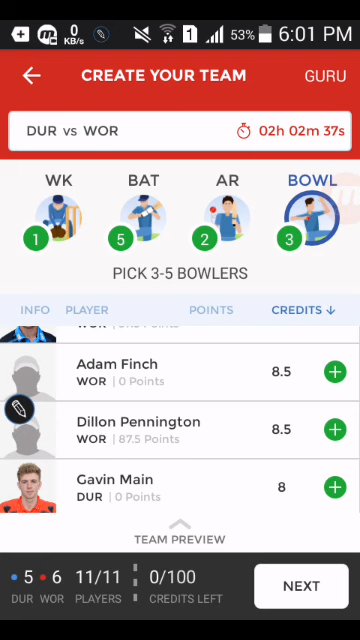 0 KB/s 1 53% 6:01 PM
CREATE YOUR TEAM GURU
DUR vs WOR 02h 02m 37s
WK BAT AR BOWL
1 5 2 3
PICK 3-5 BOWLERS
INFO PLAYER POINTS CREDITS ↓
WOR Points
Adam Finch
WOR | 0 Points 8.5
Dillon Pennington
WOR | 87.5 Points 8.5
Gavin Main
DUR | 0 Points 8
TEAM PREVIEW
5 6 11/11 0/100
DUR WOR PLAYERS CREDITS LEFT
NEXT